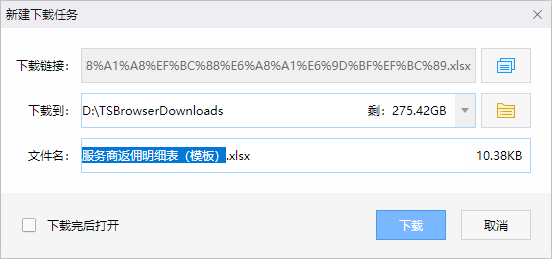 新建下载任务
下载链接： 8%A1%A8%EF%BC%88%E6%A8%A1%E6%9D%BF%EF%BC%89.xlsx
下载到： D:\TSBrowserDownloads 剩：275.42GB
文件名： 服务商返佣明细表（模板）.xlsx 10.38KB
下载完后打开 下载 取消